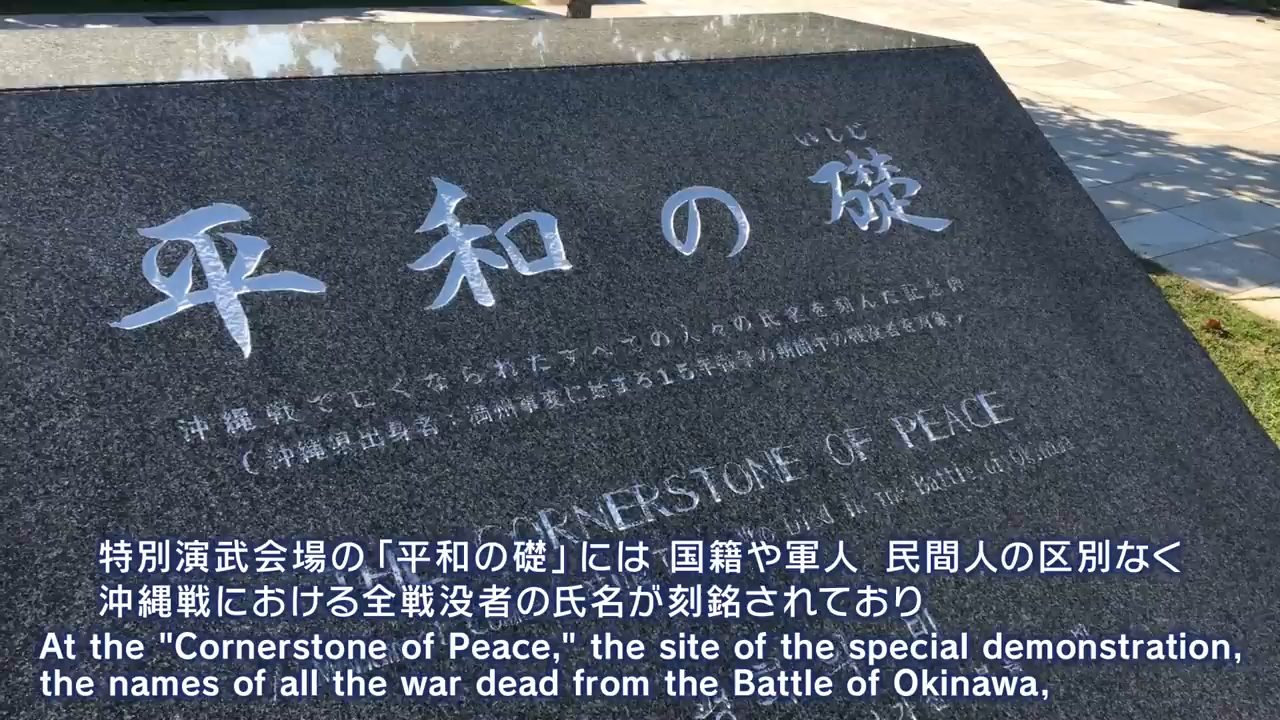 いしじ
平和の礎
沖縄戦で亡くなられたすべての人々の氏名を刻んだ記念碑
(沖縄県出身者:満州事変に始まる15年戦争の期間中の戦没者を対象)
THE CORNERSTONE OF PEACE
Who Died in the Battle of Okinawa
特別演武会場の「平和の礎」には 国籍や軍人 民間人の区別なく
沖縄戦における全戦没者の氏名が刻銘されており
At the "Cornerstone of Peace," the site of the special demonstration,
the names of all the war dead from the Battle of Okinawa,